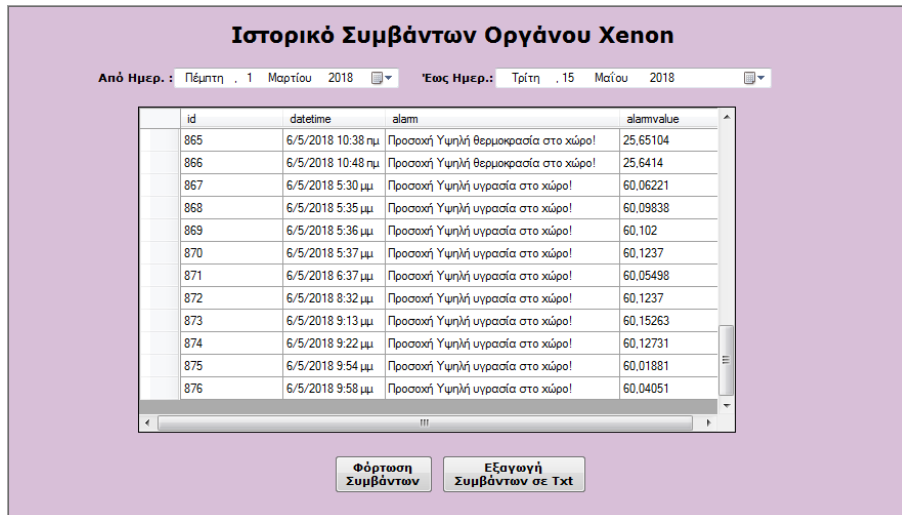 Ιστορικό Συμβάντων Οργάνου Xenon
Από Ημερ. : Πέμπτη , 1 Μαρτίου 2018 Έως Ημερ.: Τρίτη , 15 Μαΐου 2018
id datetime alarm alarmvalue
865 6/5/2018 10:38 πμ Προσοχή Υψηλή θερμοκρασία στο χώρο! 25,65104
866 6/5/2018 10:48 πμ Προσοχή Υψηλή θερμοκρασία στο χώρο! 25,6414
867 6/5/2018 5:30 μμ Προσοχή Υψηλή υγρασία στο χώρο! 60,06221
868 6/5/2018 5:35 μμ Προσοχή Υψηλή υγρασία στο χώρο! 60,09838
869 6/5/2018 5:36 μμ Προσοχή Υψηλή υγρασία στο χώρο! 60,102
870 6/5/2018 5:37 μμ Προσοχή Υψηλή υγρασία στο χώρο! 60,1237
871 6/5/2018 6:37 μμ Προσοχή Υψηλή υγρασία στο χώρο! 60,05498
872 6/5/2018 8:32 μμ Προσοχή Υψηλή υγρασία στο χώρο! 60,1237
873 6/5/2018 9:13 μμ Προσοχή Υψηλή υγρασία στο χώρο! 60,15263
874 6/5/2018 9:22 μμ Προσοχή Υψηλή υγρασία στο χώρο! 60,12731
875 6/5/2018 9:54 μμ Προσοχή Υψηλή υγρασία στο χώρο! 60,01881
876 6/5/2018 9:58 μμ Προσοχή Υψηλή υγρασία στο χώρο! 60,04051
Φόρτωση Εξαγωγή
Συμβάντων Συμβάντων σε Txt